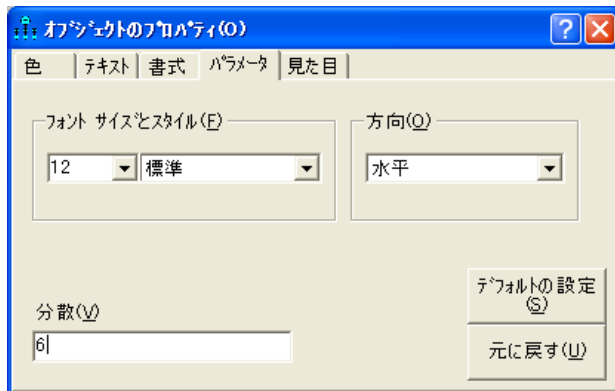 ｵﾌﾞｼﾞｪｸﾄのﾌﾟﾛﾊﾟﾃｨ(O)
色 テキスト 書式 ﾊﾟﾗﾒｰﾀ 見た目
ﾌｫﾝﾄ ｻｲｽﾞとｽﾀｲﾙ(F) 方向(O)
12 標準 水平
ﾃﾞﾌｫﾙﾄの設定
(S)
分散(V)
6
元に戻す(U)